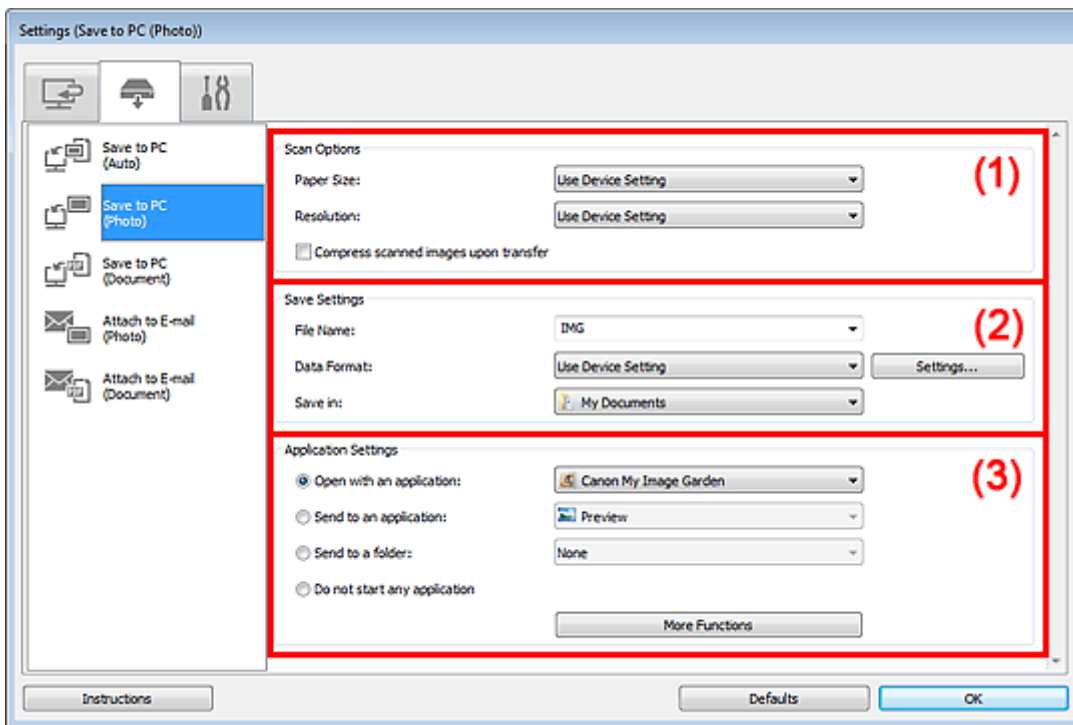 Settings (Save to PC (Photo))
Save to PC
(Auto)
Save to PC
(Photo)
Save to PC
(Document)
Attach to E-mail
(Photo)
Attach to E-mail
(Document)
Scan Options
(1)
Paper Size: Use Device Setting
Resolution: Use Device Setting
Compress scanned images upon transfer
Save Settings
(2)
File Name: IMG
Data Format: Use Device Setting Settings...
Save in: My Documents
Application Settings
(3)
Open with an application: Canon My Image Garden
Send to an application: Preview
Send to a folder: None
Do not start any application
More Functions
Instructions Defaults OK